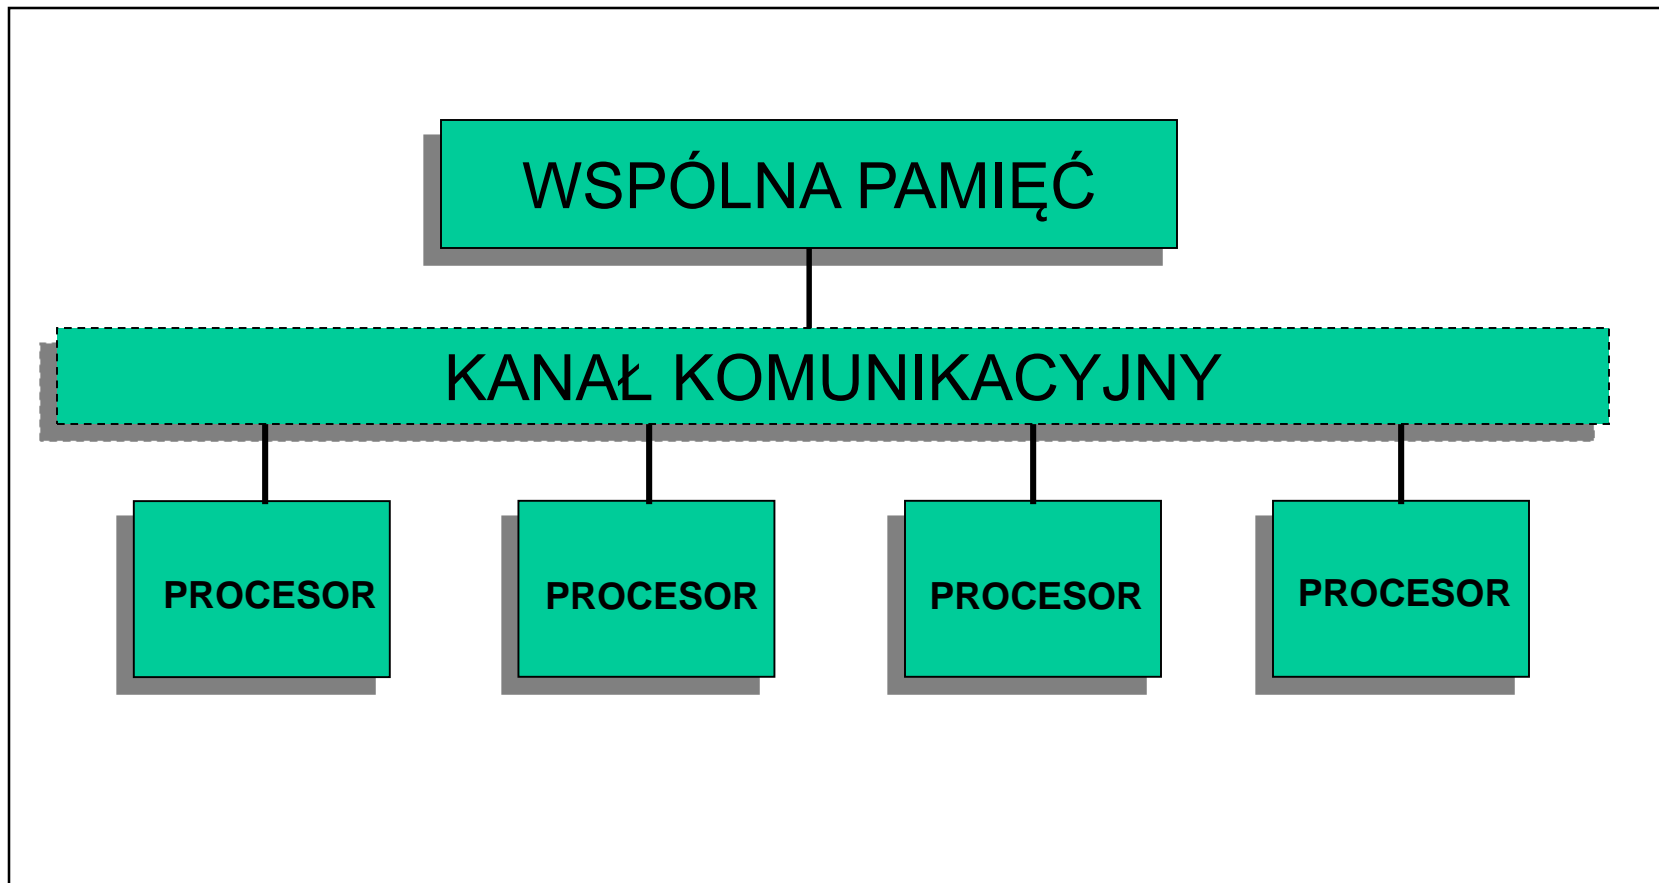 WSPÓLNA PAMIĘĆ
KANAŁ KOMUNIKACYJNY
PROCESOR
PROCESOR
PROCESOR
PROCESOR